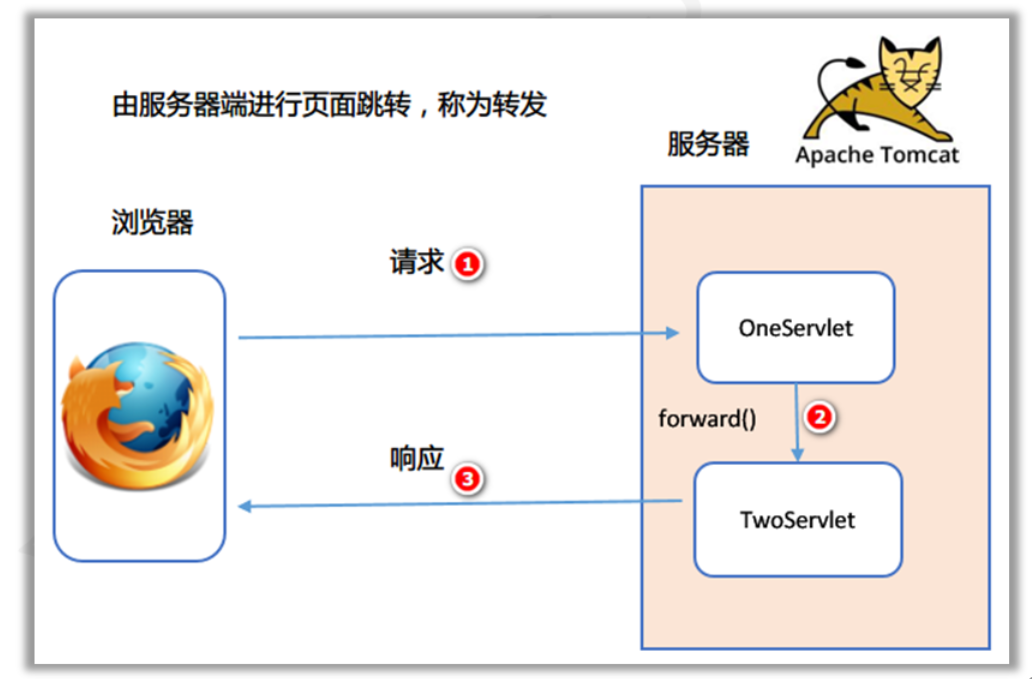 由服务器端进行页面跳转，称为转发
服务器
Apache Tomcat
浏览器
请求 1
OneServlet
forward() 2
响应 3
TwoServlet